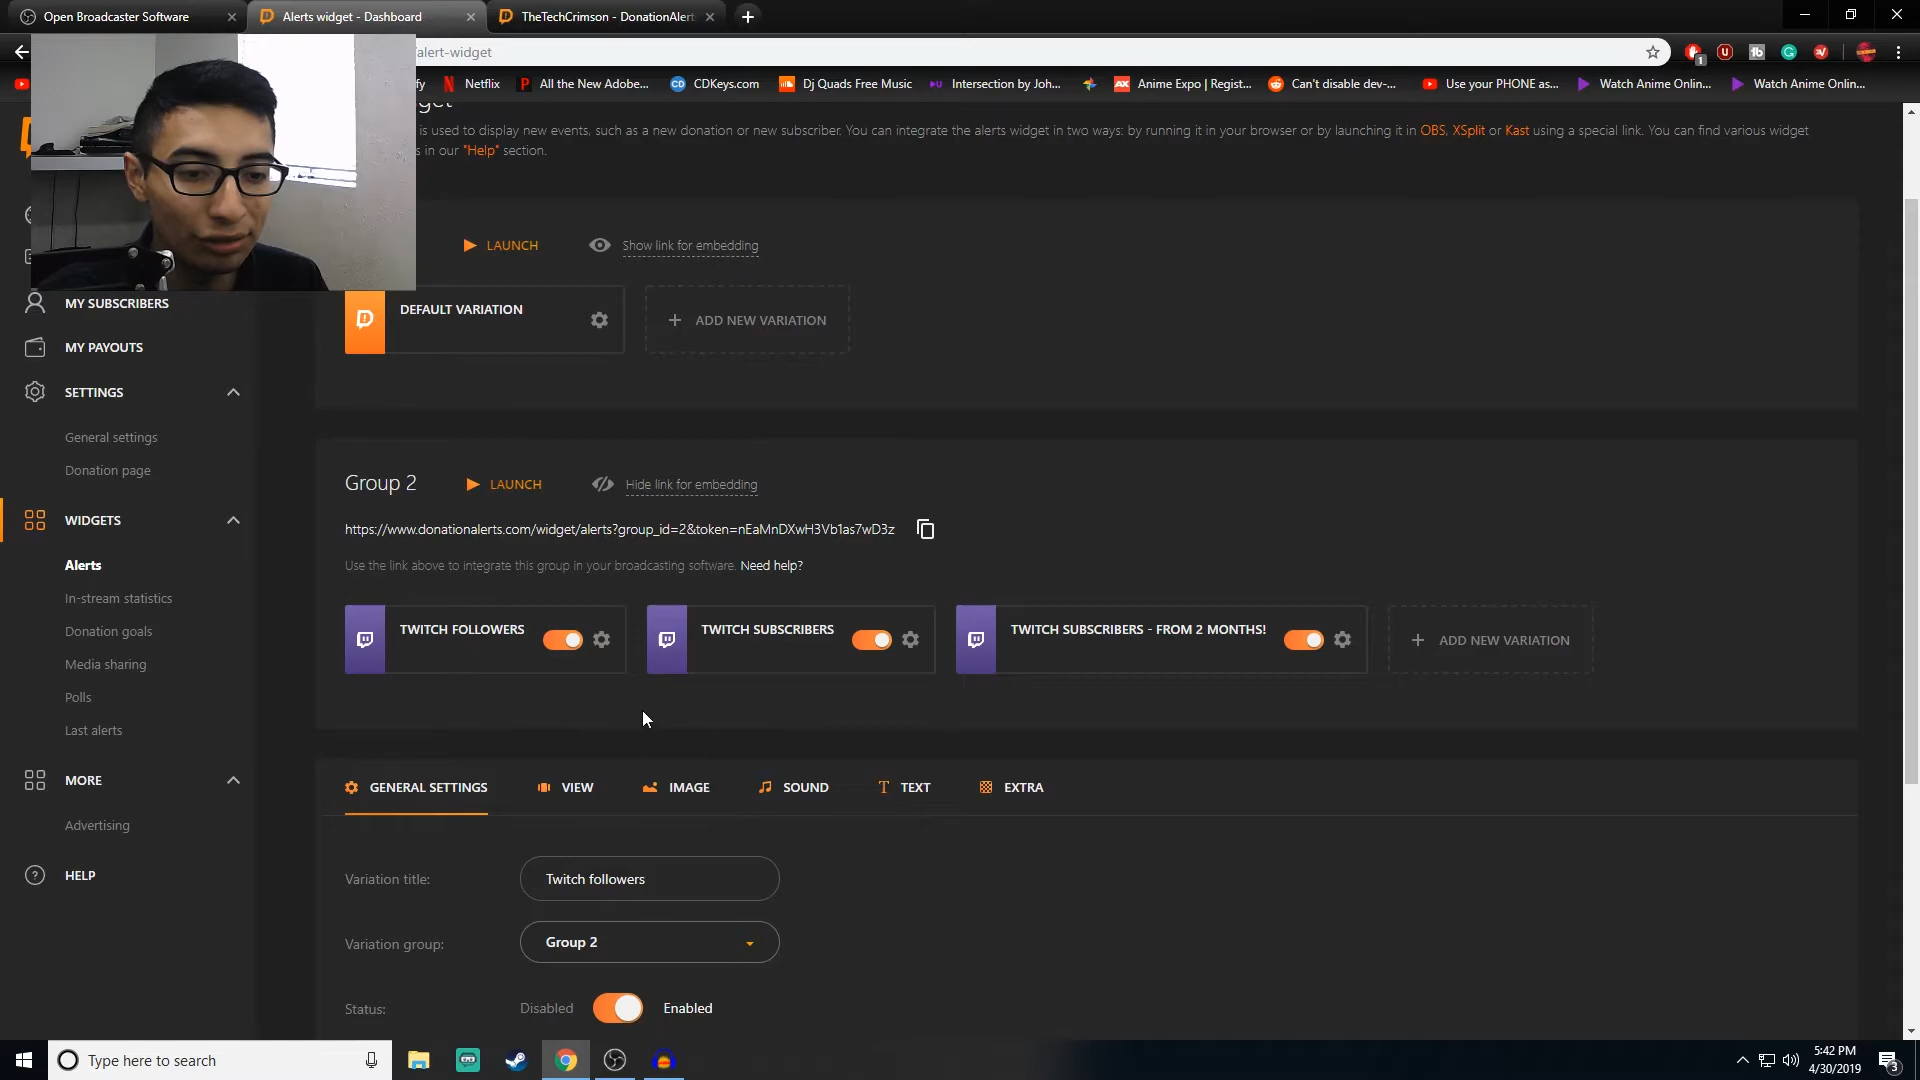 Open Broadcaster Software
Alerts widget - Dashboard
TheTechCrimson - DonationAlert
alert-widget
fy
Netflix
All the New Adobe...
CDKeys.com
Dj Quads Free Music
Intersection by Joh...
Anime Expo | Regist...
Can't disable dev-...
Use your PHONE as...
Watch Anime Onlin...
Watch Anime Onlin...
is used to display new events, such as a new donation or new subscriber. You can integrate the alerts widget in two ways: by running it in your browser or by launching it in OBS, XSplit or Kast using a special link. You can find various widget
s in our "Help" section.
LAUNCH
Show link for embedding
DEFAULT VARIATION
+ ADD NEW VARIATION
MY SUBSCRIBERS
MY PAYOUTS
SETTINGS
General settings
Donation page
WIDGETS
Alerts
In-stream statistics
Donation goals
Media sharing
Polls
Last alerts
MORE
Advertising
HELP
Group 2
LAUNCH
Hide link for embedding
https://www.donationalerts.com/widget/alerts?group_id=2&token=nEaMnDXwH3Vb1as7wD3z
Use the link above to integrate this group in your broadcasting software. Need help?
TWITCH FOLLOWERS
TWITCH SUBSCRIBERS
TWITCH SUBSCRIBERS - FROM 2 MONTHS!
+ ADD NEW VARIATION
GENERAL SETTINGS
VIEW
IMAGE
SOUND
TEXT
EXTRA
Variation title:
Twitch followers
Variation group:
Group 2
Status:
Disabled
Enabled
Type here to search
5:42 PM
4/30/2019
3